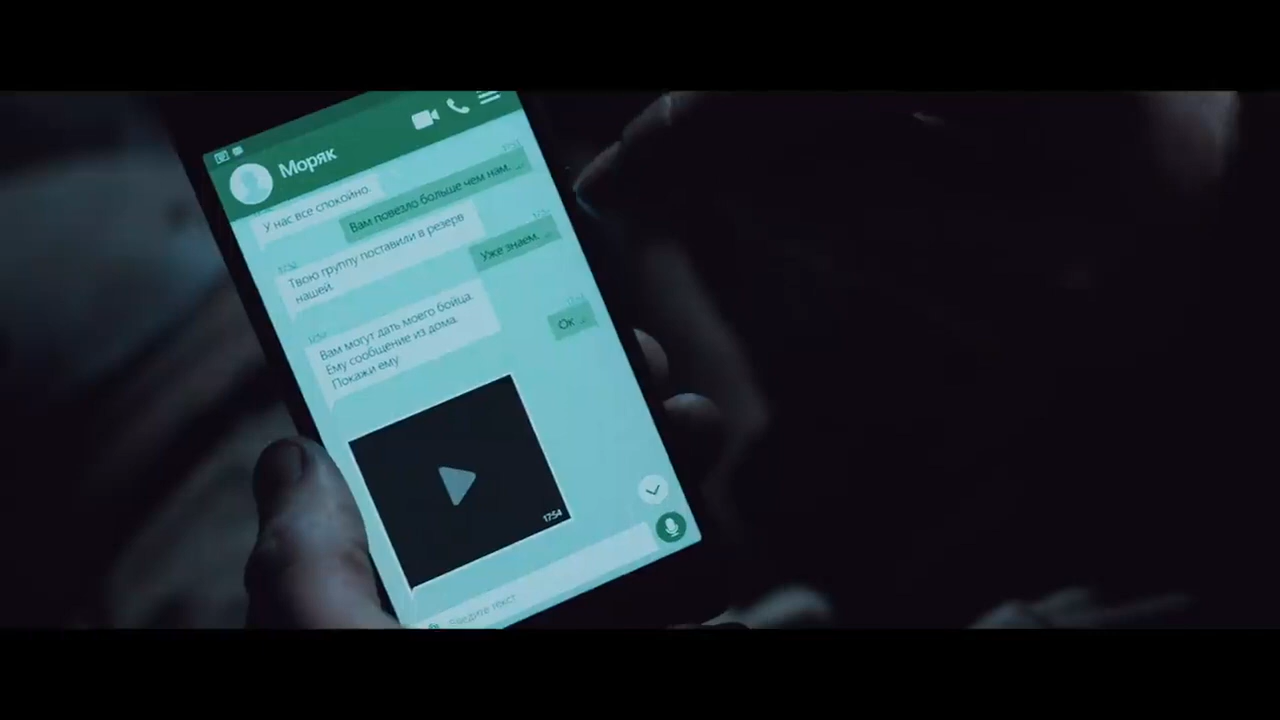 Моряк
У нас все спокойно.
Вам повезло больше чем нам.
Твою группу поставили в резерв
нашей.
Уже знаем.
Вам могут дать моего бойца.
Ему сообщение из дома.
Покажи ему
Ок
17:54
Введите текст